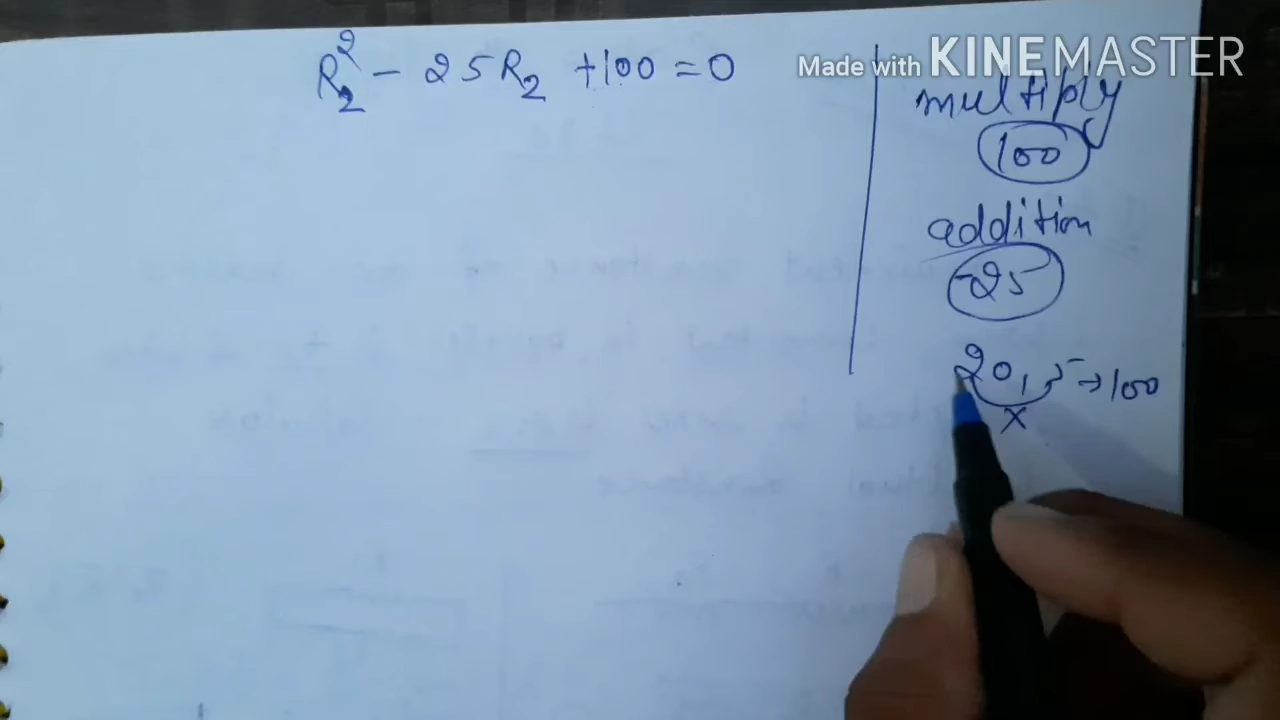 R₂² - 25R₂ +100 = 0
Made with KINEMASTER
multiply
100
addition
-25
20, 5 → 100
x